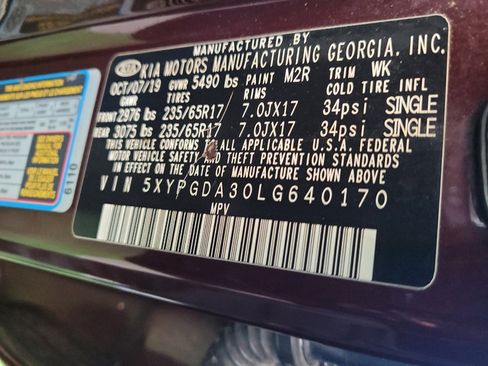 MANUFACTURED BY
KIA KIA MOTORS MANUFACTURING GEORGIA, INC.
OCT/07/19 GVWR 5490 lbs PAINT M2R TRIM WK
GAWR TIRES RIMS COLD TIRE INFL
FRONT 2976 lbs 235/65R17 7.0JX17 34psi SINGLE
REAR 3075 lbs 235/65R17 7.0JX17 34psi SINGLE
THIS VEHICLE CONFORMS TO ALL APPLICABLE U.S.A. FEDERAL
MOTOR VEHICLE SAFETY AND THEFT PREVENTION STANDARDS
IN EFFECT ON THE DATE OF MANUFACTURE SHOWN ABOVE.
VIN 5XYPGDA30LG640170
MPV
6110